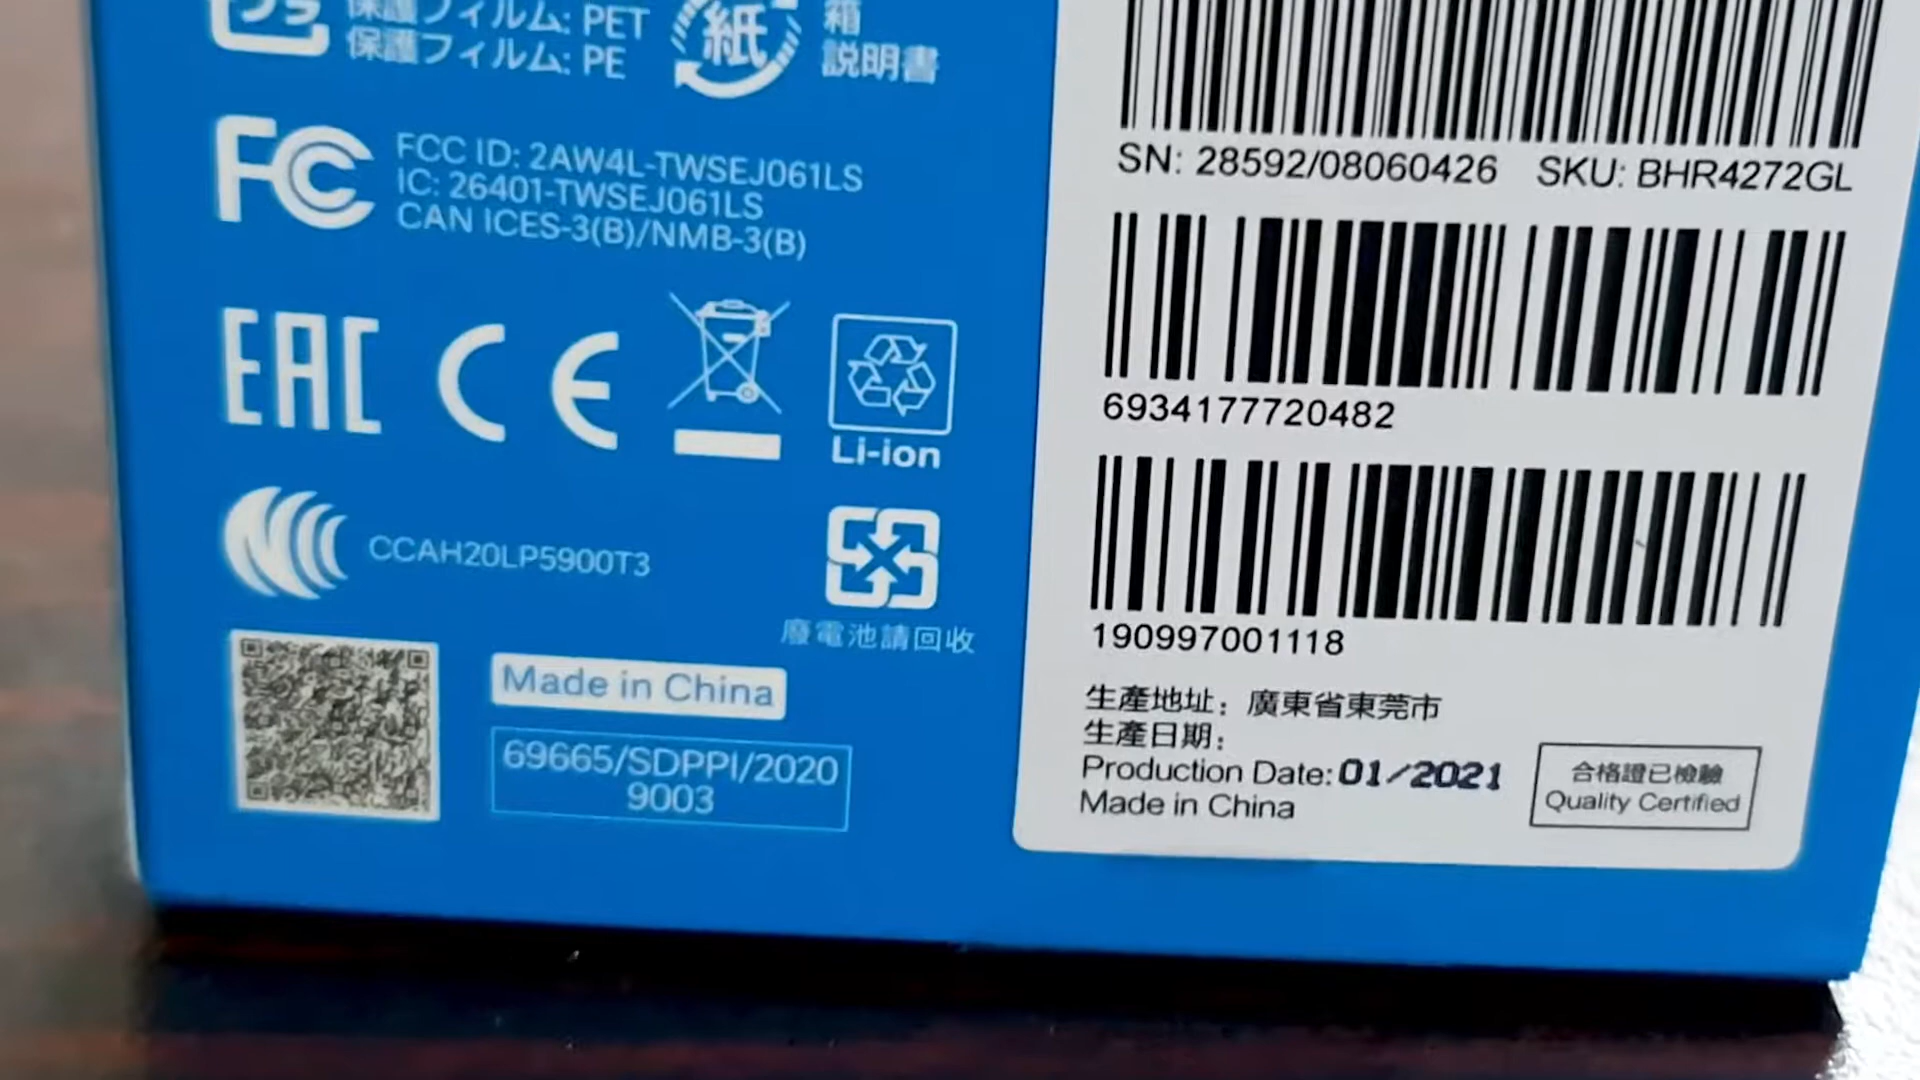 プラ
保護フィルム: PET
保護フィルム: PE
紙
箱
説明書
FCC ID: 2AW4L-TWSEJ061LS
IC: 26401-TWSEJ061LS
CAN ICES-3(B)/NMB-3(B)
EAC CE
Li-ion
CCAH20LP5900T3
廢電池請回收
Made in China
69665/SDPPI/2020
9003
SN: 28592/08060426 SKU: BHR4272GL
6934177720482
190997001118
生產地址：廣東省東莞市
生產日期：
Production Date: 01/2021
Made in China
合格證已檢驗
Quality Certified